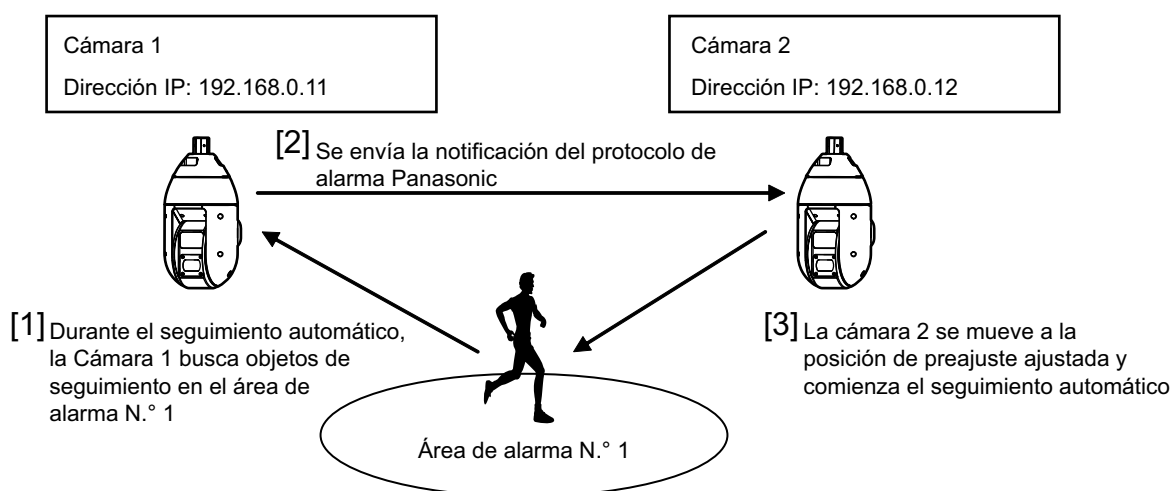 Cámara 1
Dirección IP: 192.168.0.11
Cámara 2
Dirección IP: 192.168.0.12
[2] Se envía la notificación del protocolo de
alarma Panasonic
[1] Durante el seguimiento automático,
la Cámara 1 busca objetos de
seguimiento en el área de
alarma N.° 1
[3] La cámara 2 se mueve a la
posición de preajuste ajustada y
comienza el seguimiento automático
Área de alarma N.° 1